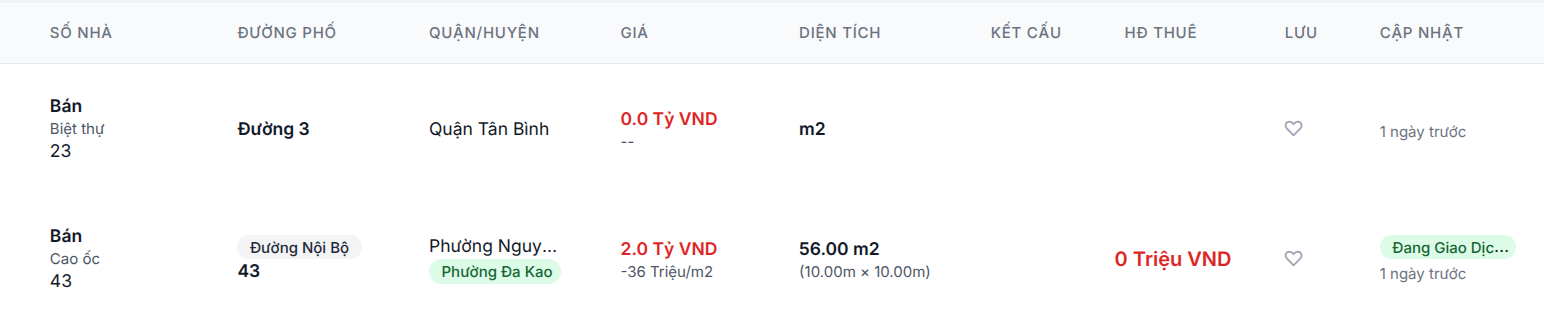 SỐ NHÀ ĐƯỜNG PHỐ QUẬN/HUYỆN GIÁ DIỆN TÍCH KẾT CẤU HĐ THUÊ LƯU CẬP NHẬT
Bán
Biệt thự
23
Đường 3
Quận Tân Bình
0.0 Tỷ VND
--
m2
1 ngày trước
Bán
Cao ốc
43
Đường Nội Bộ
43
Phường Nguy...
Phường Đa Kao
2.0 Tỷ VND
~36 Triệu/m2
56.00 m2
(10.00m × 10.00m)
0 Triệu VND
Đang Giao Dịc...
1 ngày trước